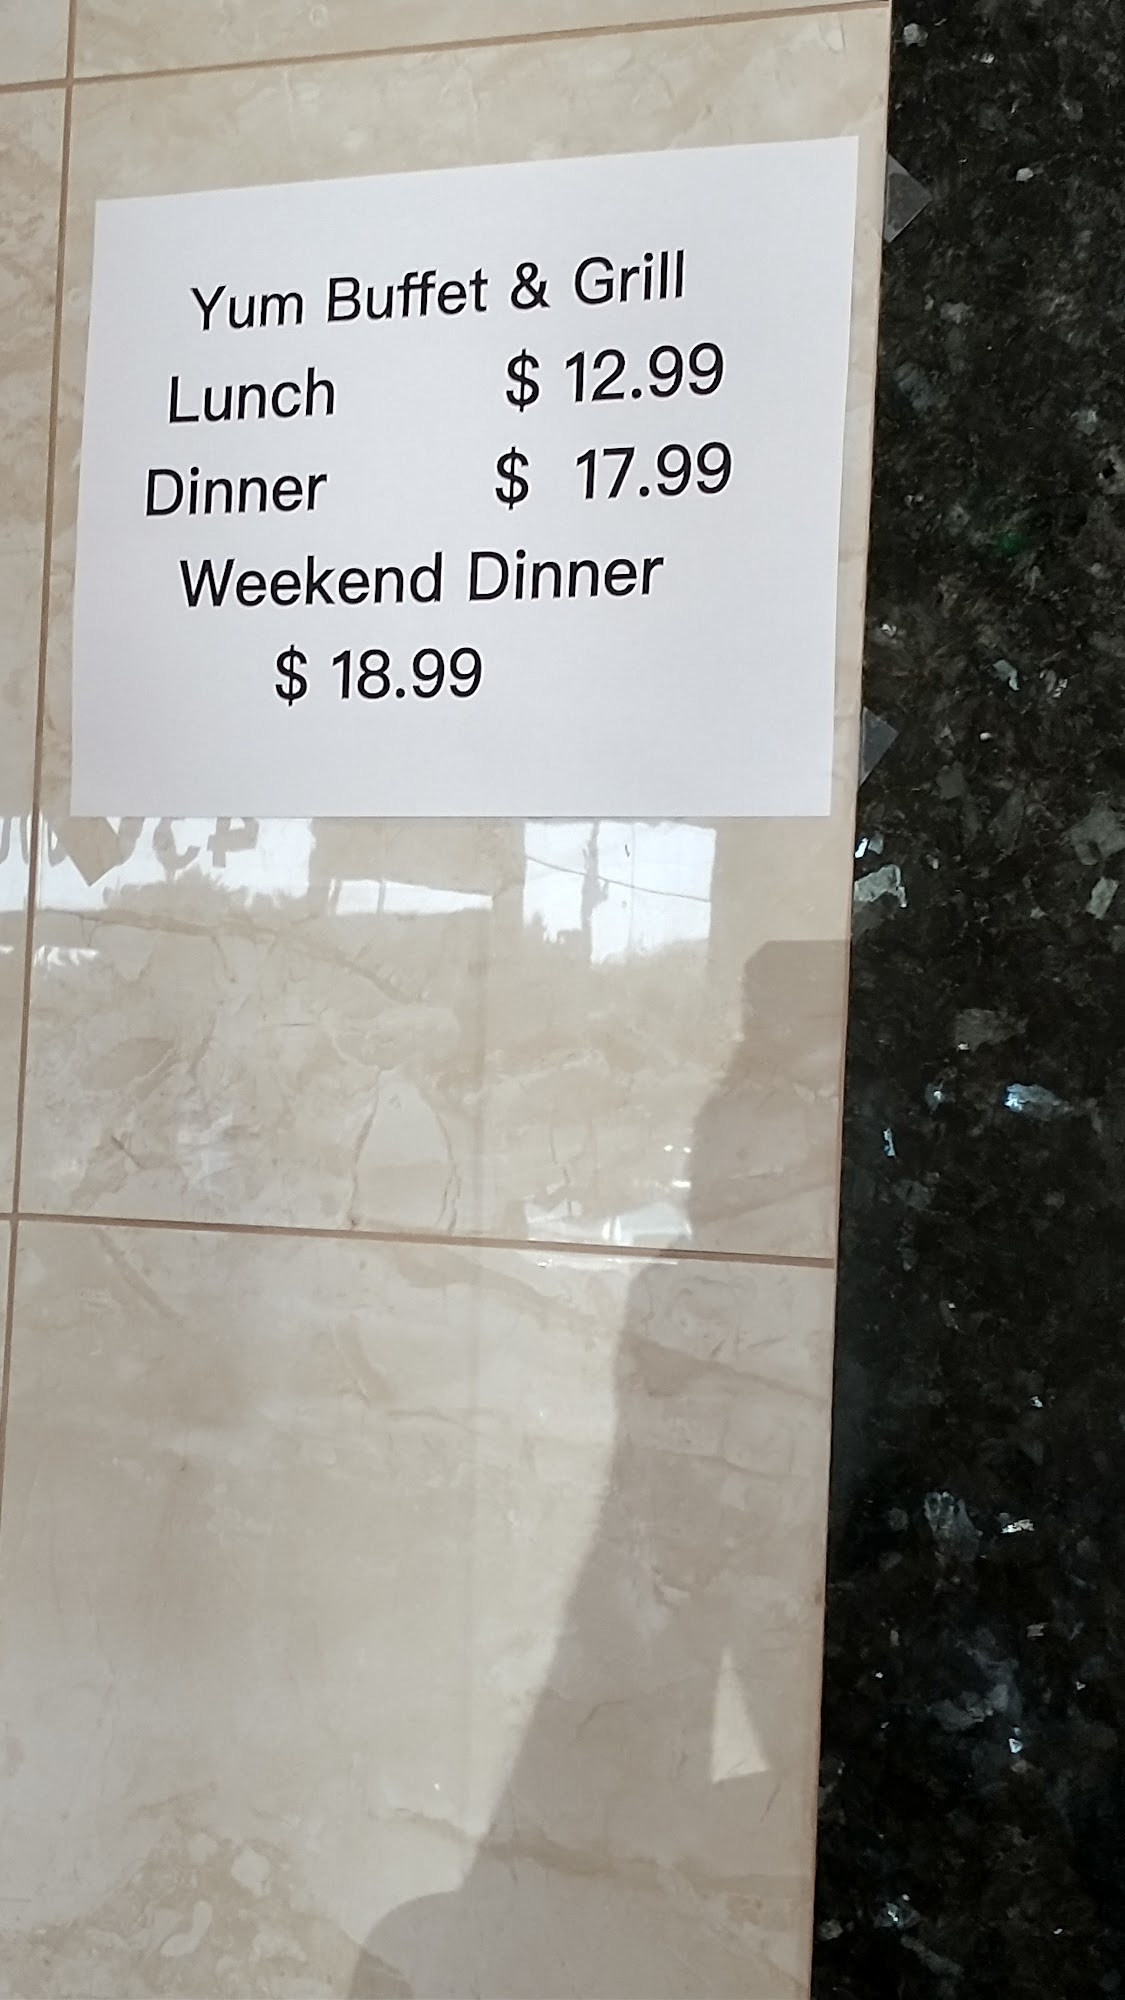 Yum Buffet & Grill
Lunch $ 12.99
Dinner $ 17.99
Weekend Dinner
$ 18.99